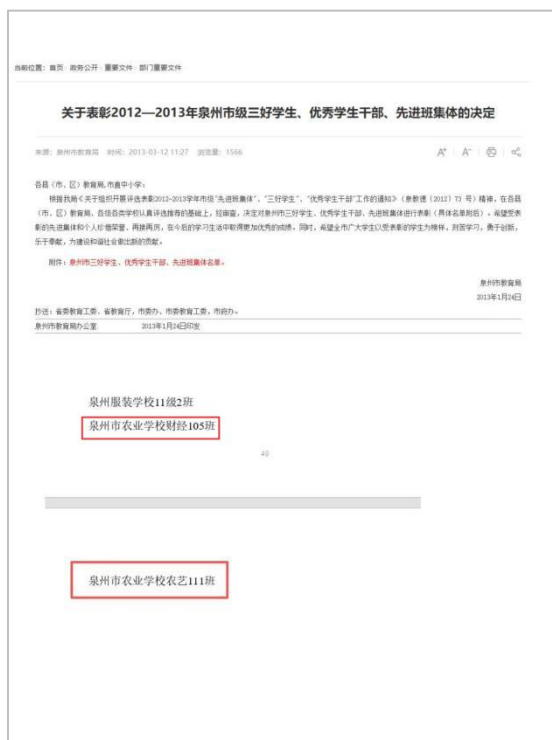 当前位置：首页 政务公开 重要文件 部门重要文件
关于表彰2012—2013年泉州市级三好学生、优秀学生干部、先进班集体的决定
来源：泉州市教育局 时间：2013-03-12 11:27 浏览量：1566
A+ A-
各县（市、区）教育局,市直中小学：
根据我局《关于组织开展评选表彰2012-2013学年市级“先进班集体”、“三好学生”、“优秀学生干部”工作的通知》（泉教德〔2012〕73 号）精神，在各县
（市、区）教育局、各级各类学校认真评选推荐的基础上，经审查，决定对泉州市三好学生、优秀学生干部、先进班集体进行表彰（具体名单附后）。希望受表
彰的先进集体和个人珍惜荣誉、再接再厉，在今后的学习生活中取得更加优秀的成绩。同时，希望全市广大学生以受表彰的学生为榜样，刻苦学习，勇于创新，
乐于奉献，为建设和谐社会做出新的贡献。
附件：泉州市三好学生、优秀学生干部、先进班集体名单。
泉州市教育局
2013年1月24日
抄送：省委教育工委、省教育厅，市委办、市委教育工委，市府办。
泉州市教育局办公室 2013年1月24日印发
泉州服装学校11级2班
泉州市农业学校财经105班
49
泉州市农业学校农艺111班